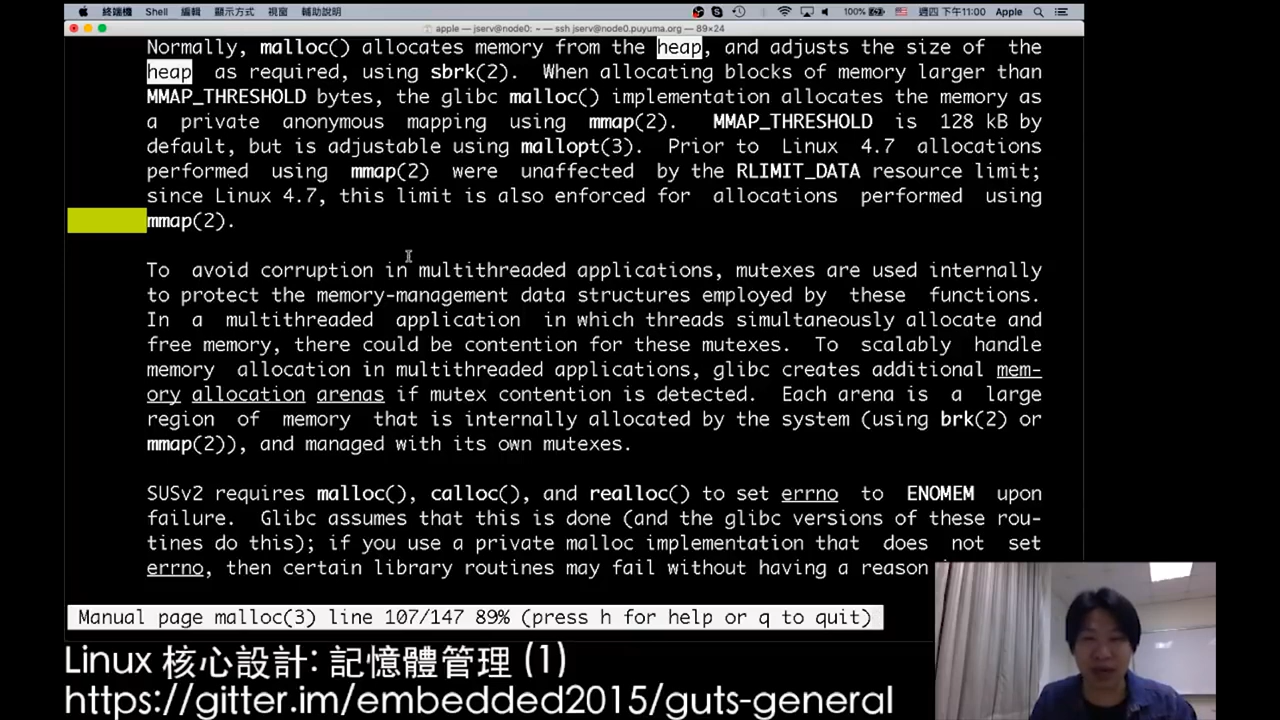 終端機 Shell 編輯 顯示方式 視窗 輔助說明 100% 週四 下午11:00 Apple
apple — jserv@node0: ~ — ssh jserv@node0.puyuma.org — 89×24
Normally, malloc() allocates memory from the heap, and adjusts the size of the
heap as required, using sbrk(2). When allocating blocks of memory larger than
MMAP_THRESHOLD bytes, the glibc malloc() implementation allocates the memory as
a private anonymous mapping using mmap(2). MMAP_THRESHOLD is 128 kB by
default, but is adjustable using mallopt(3). Prior to Linux 4.7 allocations
performed using mmap(2) were unaffected by the RLIMIT_DATA resource limit;
since Linux 4.7, this limit is also enforced for allocations performed using
mmap(2).
To avoid corruption in multithreaded applications, mutexes are used internally
to protect the memory-management data structures employed by these functions.
In a multithreaded application in which threads simultaneously allocate and
free memory, there could be contention for these mutexes. To scalably handle
memory allocation in multithreaded applications, glibc creates additional mem-
ory allocation arenas if mutex contention is detected. Each arena is a large
region of memory that is internally allocated by the system (using brk(2) or
mmap(2)), and managed with its own mutexes.
SUSv2 requires malloc(), calloc(), and realloc() to set errno to ENOMEM upon
failure. Glibc assumes that this is done (and the glibc versions of these rou-
tines do this); if you use a private malloc implementation that does not set
errno, then certain library routines may fail without having a reason
Manual page malloc(3) line 107/147 89% (press h for help or q to quit)
Linux 核心設計: 記憶體管理 (1)
https://gitter.im/embedded2015/guts-general